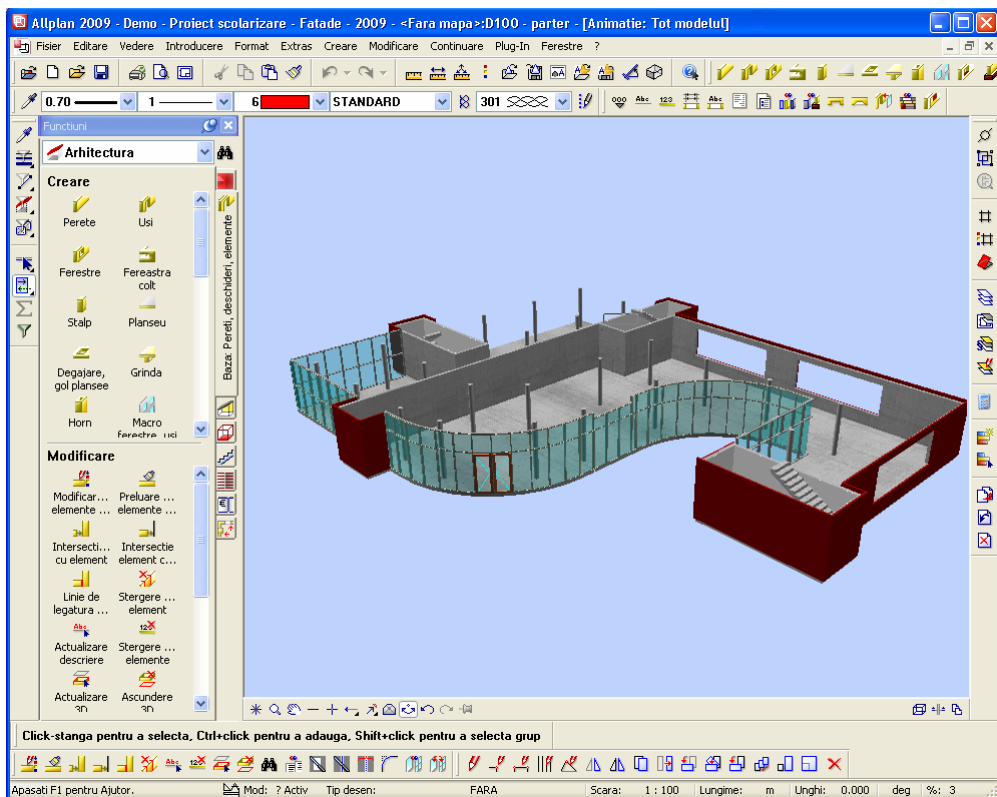 Allplan 2009 - Demo - Proiect scolarizare - Fatade - 2009 - <Fara mapa>:D100 - parter - [Animatie: Tot modelul]
Fisier Editare Vedere Introducere Format Extras Creare Modificare Continuare Plug-In Ferestre ?
0.70 1 6 STANDARD 301 Abc 123 Abc
Functiuni
Arhitectura
Creare
Perete Usi
Ferestre Fereastra colt
Stalp Planseu
Degajare, gol plansee Grinda
Horn Macro ferestre, usi
Baza: Pereti, deschideri, elemente
Modificare
Modificar... elemente ... Preluare ... elemente ...
Intersecti... cu element Intersectie element c...
Linie de legatura ... Stergere ... element
Abc
Actualizare descriere Stergere ... elemente
Actualizare 3D Ascundere 3D
Click-stanga pentru a selecta, Ctrl+click pentru a adauga, Shift+click pentru a selecta grup
Apasati F1 pentru Ajutor. Mod: ? Activ Tip desen: FARA Scara: 1 : 100 Lungime: m Unghi: 0.000 deg %: 3